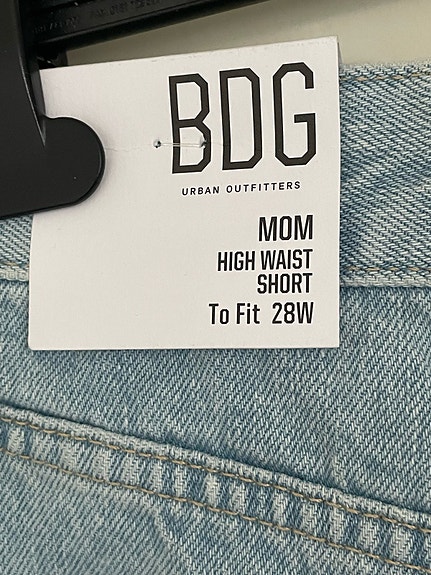 BDG
URBAN OUTFITTERS
MOM
HIGH WAIST
SHORT
To Fit 28W